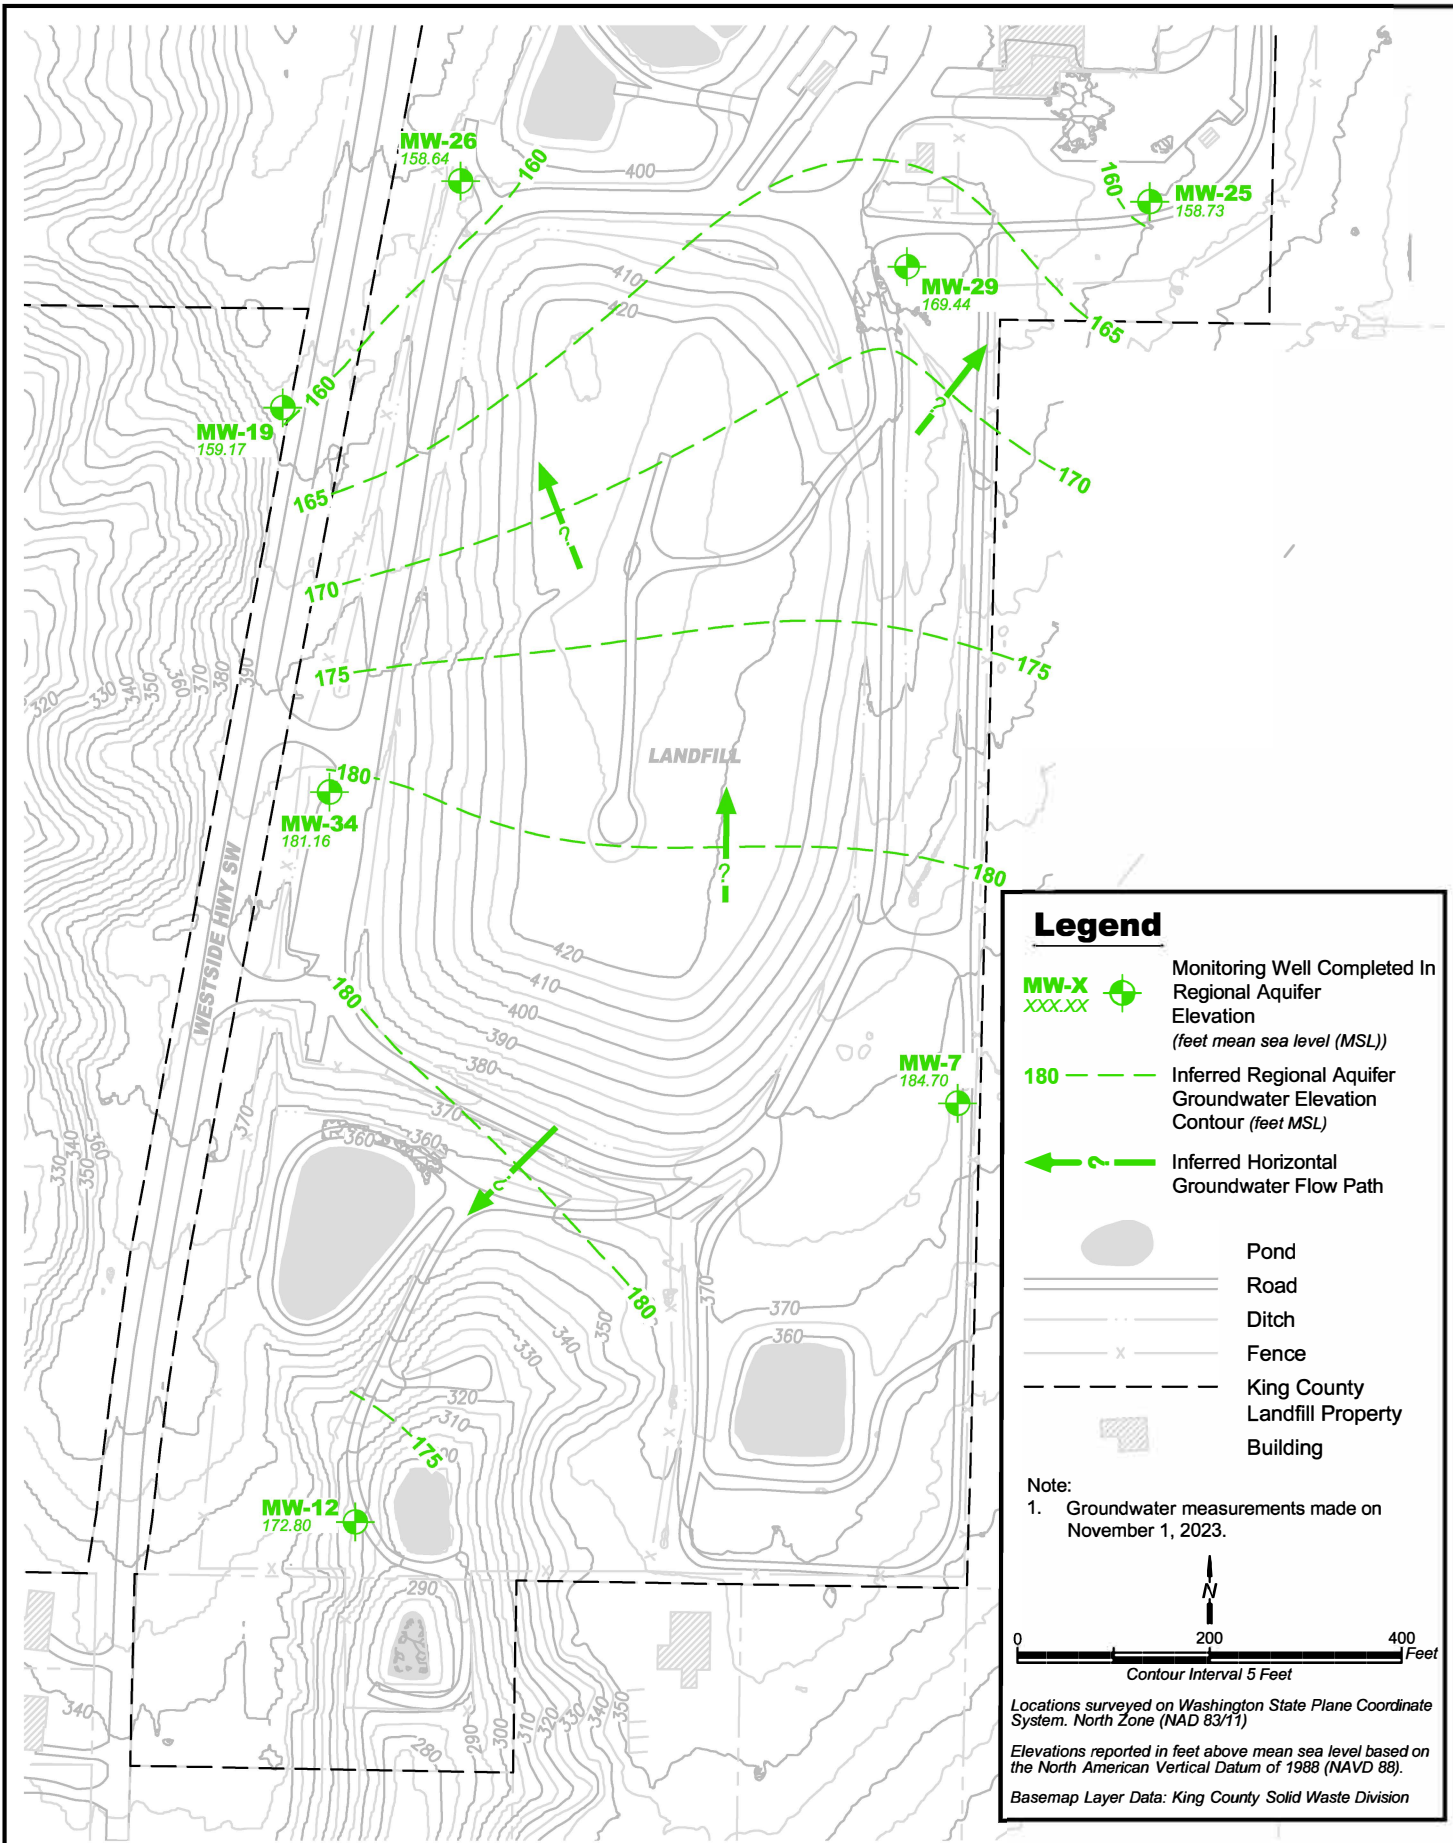 400
MW-26
158.64
160
160
MW-25
158.73
410
420
MW-29
169.44
165
160
MW-19
159.17
165
170
170
175
175
320
330
340
350
360
370
380
390
LANDFILL
180
MW-34
181.16
180
WESTSIDE HWY SW
420
410
400
390
380
370
180
MW-7
184.70
370
360
360
330
340
350
360
180
370
370
360
350
340
330
320
310
175
MW-12
172.80
290
340
280
290
300
310
320
330
340
350
Legend
MW-X
XXX.XX
Monitoring Well Completed In
Regional Aquifer
Elevation
(feet mean sea level (MSL))
180
Inferred Regional Aquifer
Groundwater Elevation
Contour (feet MSL)
?
Inferred Horizontal
Groundwater Flow Path
Pond
Road
Ditch
x
Fence
King County
Landfill Property
Building
Note:
1. Groundwater measurements made on
November 1, 2023.
N
0 200 400
Feet
Contour Interval 5 Feet
Locations surveyed on Washington State Plane Coordinate
System. North Zone (NAD 83/11)
Elevations reported in feet above mean sea level based on
the North American Vertical Datum of 1988 (NAVD 88).
Basemap Layer Data: King County Solid Waste Division